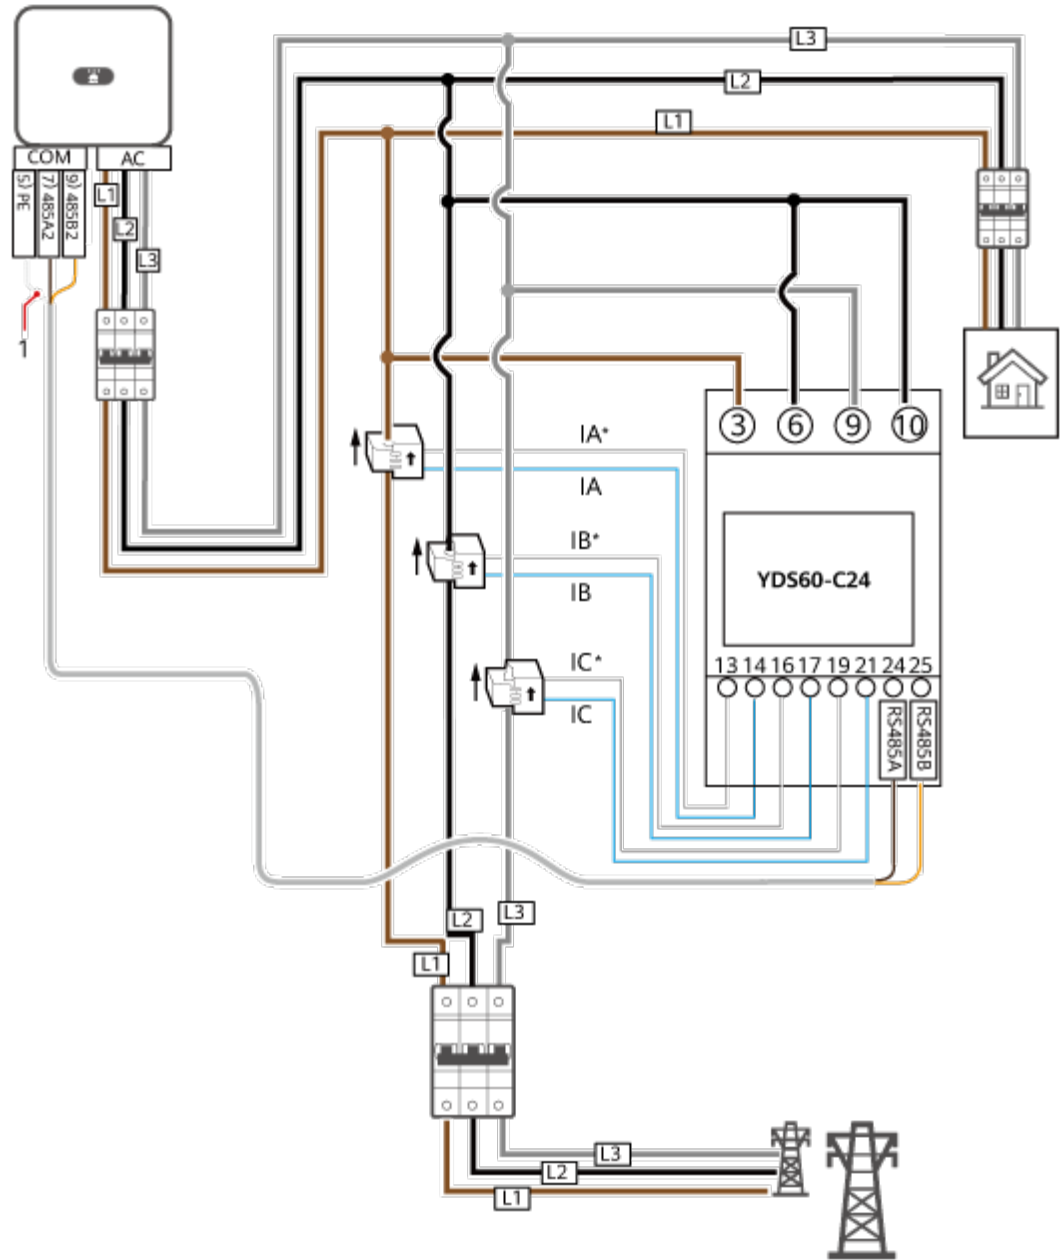 L3
L2
L1
COM
AC
5) PE
7) 485A2
9) 485B2
L1
L2
L3
1
3
6
9
10
IA*
IA
IB*
IB
YDS60-C24
IC*
IC
13 14 16 17 19 21 24 25
RS485A
RS485B
L2
L3
L1
L3
L2
L1